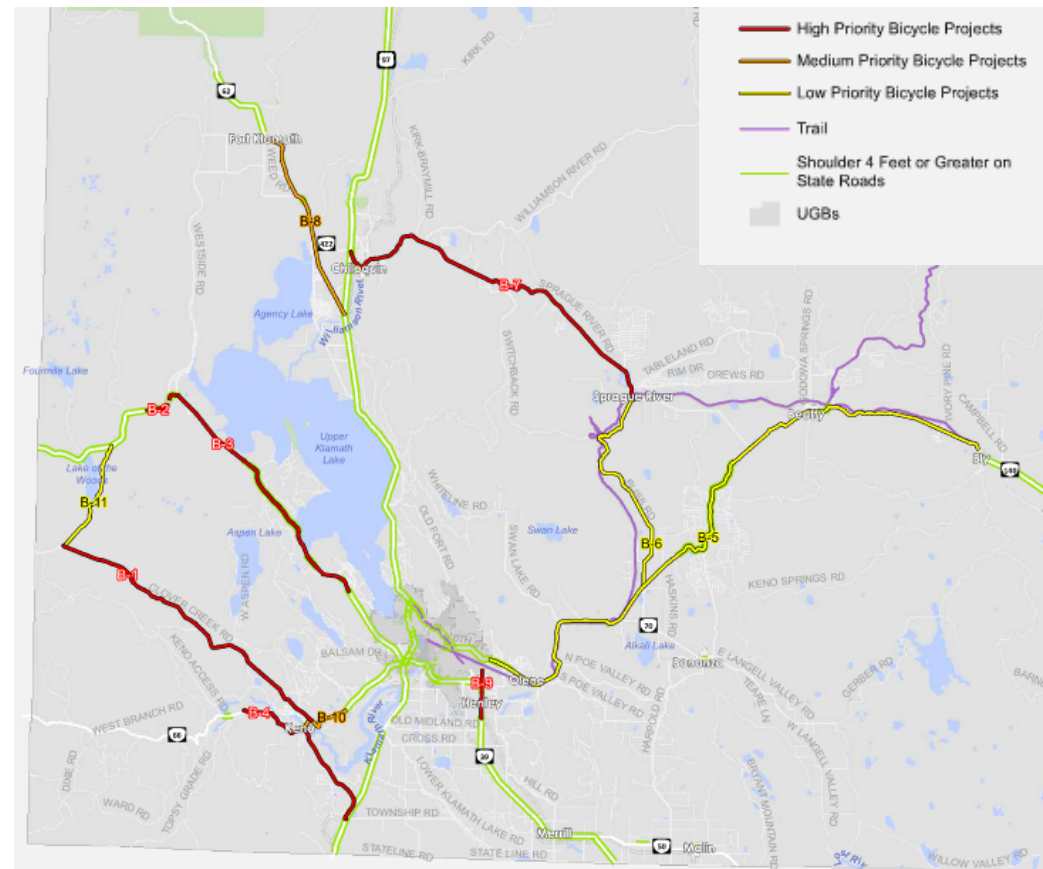 High Priority Bicycle Projects
Medium Priority Bicycle Projects
Low Priority Bicycle Projects
Trail
Shoulder 4 Feet or Greater on
State Roads
UGBs
97
KIRK RD
62
Fort Klamath
WEED RD
KIRK-BRAYMILL RD
WILLIAMSON RIVER RD
B-8
422
WESTSIDE RD
Chiloquin
B-7
SPRAGUE RIVER RD
Agency Lake
Williamson River
SWITCHBACK RD
TABLELAND RD
RIM DR
DREWS RD
GODOWA SPRINGS RD
IVORY PINE RD
CAMPBELL RD
Fourmile Lake
Sprague River
Beatty
B-2
B-3
Upper
Klamath
Lake
Bly
140
Lake of the
Woods
B-11
WHITELINE RD
OLD FORT RD
BLISS RD
SWAN LAKE RD
Swan Lake
Aspen Lake
W ASPEN RD
B-6
B-5
B-1
CLOVER CREEK RD
KENO ACCESS RD
HASKINS RD
KENO SPRINGS RD
70
Alkali Lake
BALSAM DR
N POE VALLEY RD
S POE VALLEY RD
Bonanza
E LANGELL VALLEY RD
TEARE LN
GERBER RD
B-9
Olene
Henley
WEST BRANCH RD
B-4
B-10
Keno
Klamath River
OLD MIDLAND RD
CROSS RD
HARPOLD RD
W LANGELL VALLEY RD
66
DIXIE RD
TOPSY GRADE RD
WARD RD
39
HILL RD
LOWER KLAMATH LAKE RD
BRYANT MOUNTAIN RD
TOWNSHIP RD
Merrill
50
Malin
STATELINE RD
STATE LINE RD
WILLOW VALLEY RD